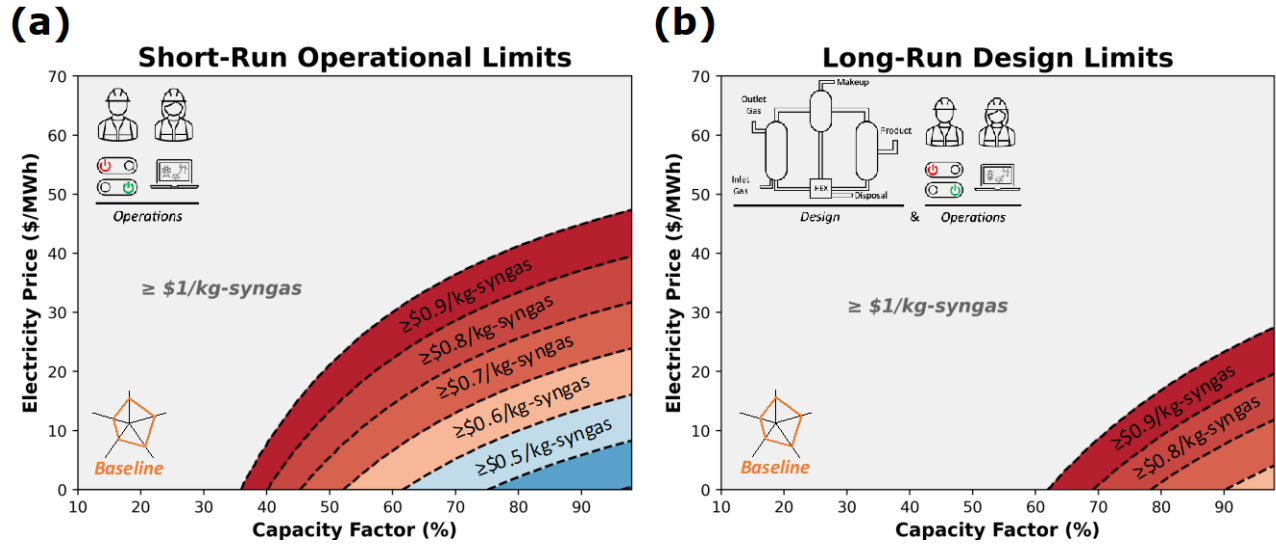 (a)
Short-Run Operational Limits
Electricity Price ($/MWh)
70
60
50
40
30
20
10
0
Operations
≥ $1/kg-syngas
≥$0.9/kg-syngas
≥$0.8/kg-syngas
≥$0.7/kg-syngas
≥$0.6/kg-syngas
≥$0.5/kg-syngas
Baseline
10 20 30 40 50 60 70 80 90
Capacity Factor (%)
(b)
Long-Run Design Limits
Electricity Price ($/MWh)
70
60
50
40
30
20
10
0
Makeup
Outlet
Gas
Product
Inlet
Gas
HEX
Disposal
Design & Operations
≥ $1/kg-syngas
≥$0.9/kg-syngas
≥$0.8/kg-syngas
Baseline
10 20 30 40 50 60 70 80 90
Capacity Factor (%)